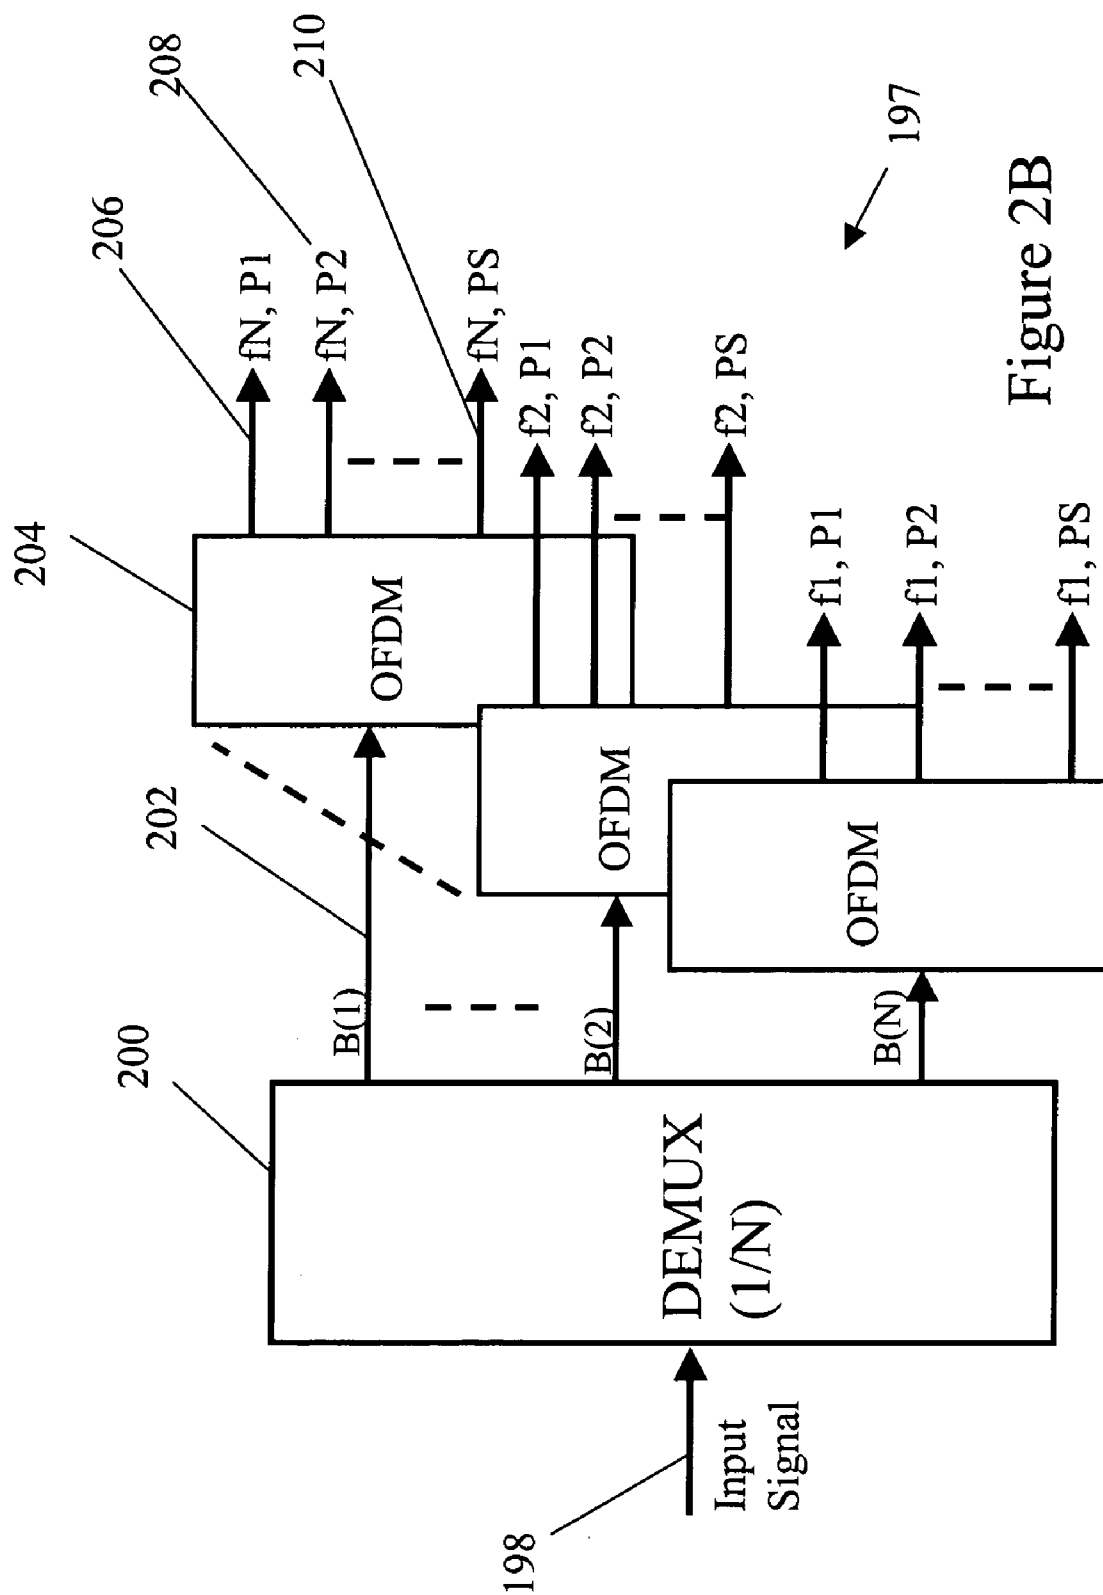 198
Input
Signal
200
DEMUX
(1/N)
B(1)
B(2)
B(N)
202
204
OFDM
OFDM
OFDM
206
208
210
fN, P1
fN, P2
fN, PS
f2, P1
f2, P2
f2, PS
f1, P1
f1, P2
f1, PS
197
Figure 2B